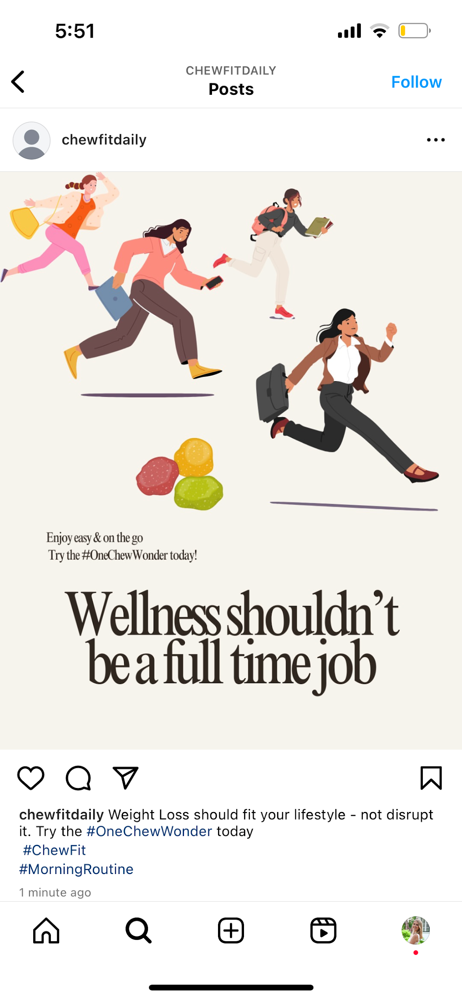 5:51
CHEWFITDAILY
Posts
Follow
chewfitdaily
Enjoy easy & on the go
Try the #OneChewWonder today!
Wellness shouldn't
be a full time job
chewfitdaily Weight Loss should fit your lifestyle - not disrupt
it. Try the #OneChewWonder today
#ChewFit
#MorningRoutine
1 minute ago